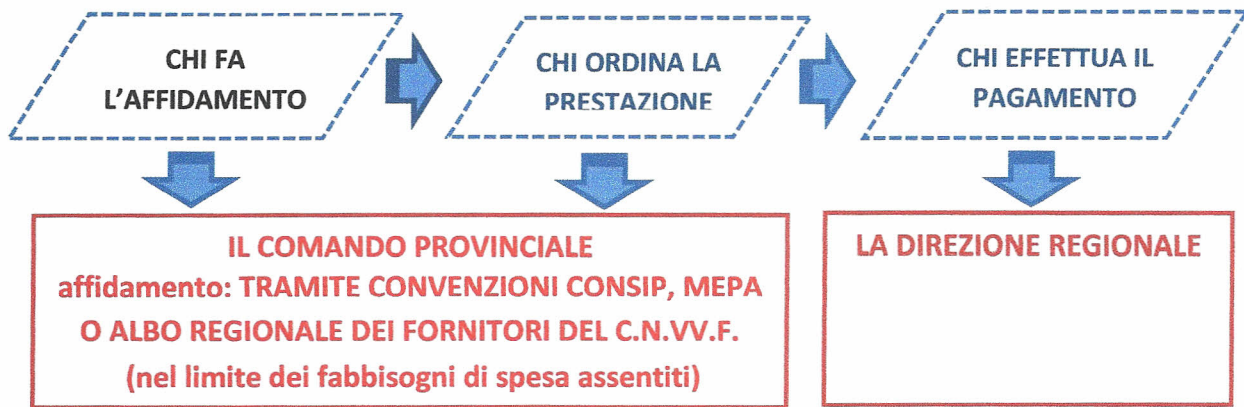 CHI FA
L’AFFIDAMENTO
CHI ORDINA LA
PRESTAZIONE
CHI EFFETTUA IL
PAGAMENTO
IL COMANDO PROVINCIALE
affidamento: TRAMITE CONVENZIONI CONSIP, MEPA
O ALBO REGIONALE DEI FORNITORI DEL C.N.VV.F.
(nel limite dei fabbisogni di spesa assentiti)
LA DIREZIONE REGIONALE